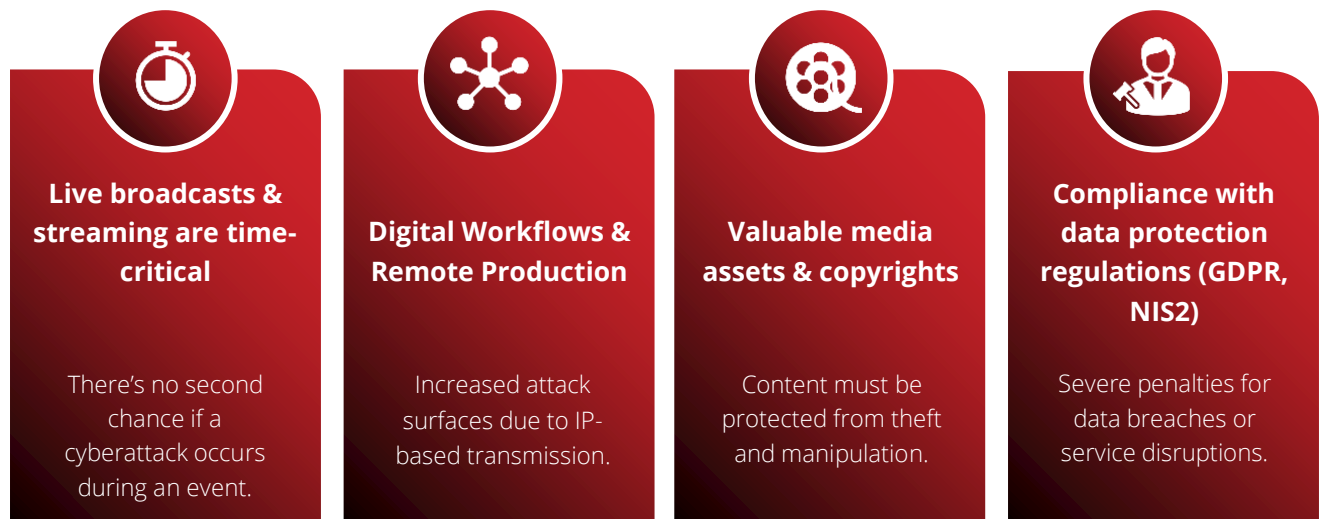 Live broadcasts &
streaming are time-
critical
There's no second
chance if a
cyberattack occurs
during an event.
Digital Workflows &
Remote Production
Increased attack
surfaces due to IP-
based transmission.
Valuable media
assets & copyrights
Content must be
protected from theft
and manipulation.
Compliance with
data protection
regulations (GDPR,
NIS2)
Severe penalties for
data breaches or
service disruptions.